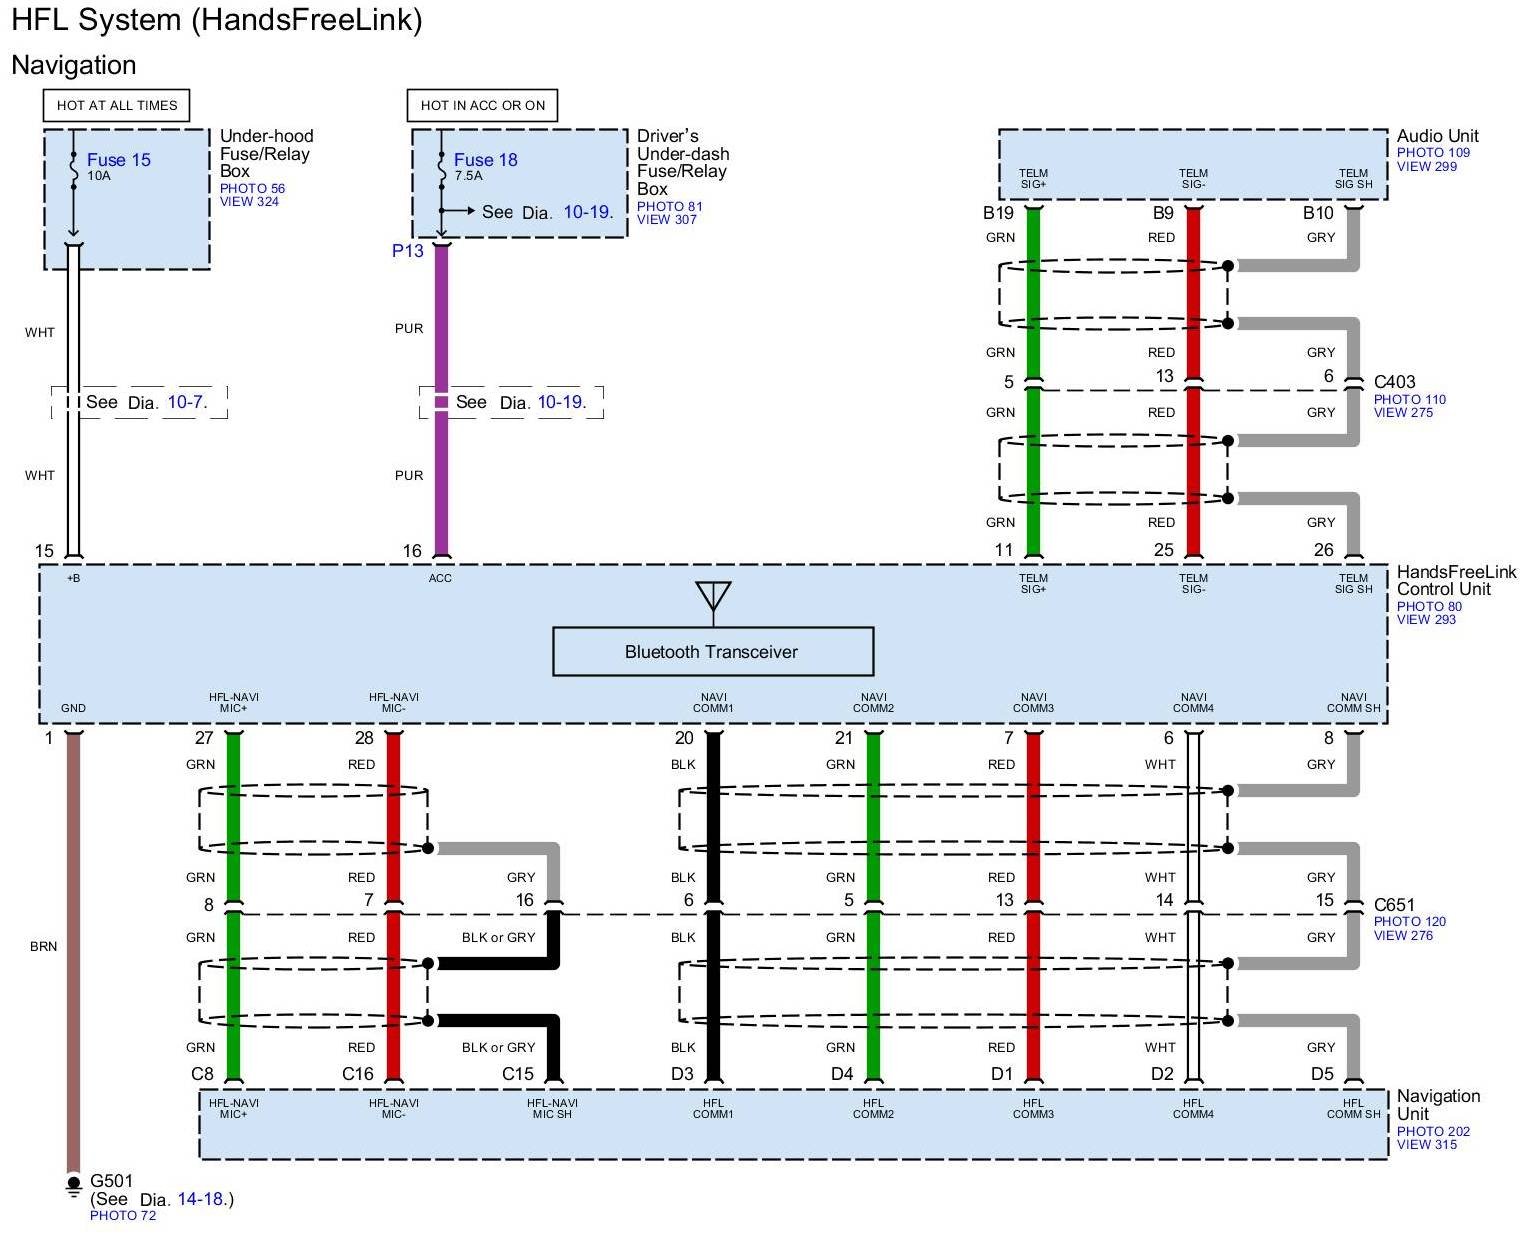 HFL System (HandsFreeLink)
Navigation
HOT AT ALL TIMES
HOT IN ACC OR ON
Fuse 15
10A
Under-hood
Fuse/Relay
Box
PHOTO 56
VIEW 324
Fuse 18
7.5A
See Dia. 10-19.
Driver's
Under-dash
Fuse/Relay
Box
PHOTO 81
VIEW 307
TELM
SIG+
TELM
SIG-
TELM
SIG SH
Audio Unit
PHOTO 109
VIEW 299
P13
B19
B9
B10
GRN
RED
GRY
WHT
PUR
GRN
RED
GRY
5
13
6
C403
PHOTO 110
VIEW 275
See Dia. 10-7.
See Dia. 10-19.
GRN
RED
GRY
WHT
PUR
GRN
RED
GRY
15
16
11
25
26
+B
ACC
TELM
SIG+
TELM
SIG-
TELM
SIG SH
HandsFreeLink
Control Unit
PHOTO 80
VIEW 293
Bluetooth Transceiver
GND
HFL-NAVI
MIC+
HFL-NAVI
MIC-
NAVI
COMM1
NAVI
COMM2
NAVI
COMM3
NAVI
COMM4
NAVI
COMM SH
1
27
28
20
21
7
6
8
GRN
RED
BLK
GRN
RED
WHT
GRY
GRN
RED
GRY
BLK
GRN
RED
WHT
GRY
8
7
16
6
5
13
14
15
C651
PHOTO 120
VIEW 276
BRN
GRN
RED
BLK or GRY
BLK
GRN
RED
WHT
GRY
GRN
RED
BLK or GRY
BLK
GRN
RED
WHT
GRY
C8
C16
C15
D3
D4
D1
D2
D5
HFL-NAVI
MIC+
HFL-NAVI
MIC-
HFL-NAVI
MIC SH
HFL
COMM1
HFL
COMM2
HFL
COMM3
HFL
COMM4
HFL
COMM SH
Navigation
Unit
PHOTO 202
VIEW 315
G501
(See Dia. 14-18.)
PHOTO 72